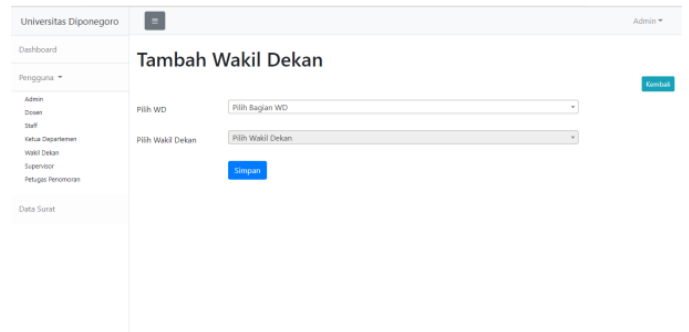 Universitas Diponegoro
Admin
Dashboard
Pengguna
Admin
Dosen
Staff
Ketua Departemen
Wakil Dekan
Supervisor
Petugas Penomoran
Data Surat
Tambah Wakil Dekan
Kembali
Pilih WD
Pilih Bagian WD
Pilih Wakil Dekan
Pilih Wakil Dekan
Simpan